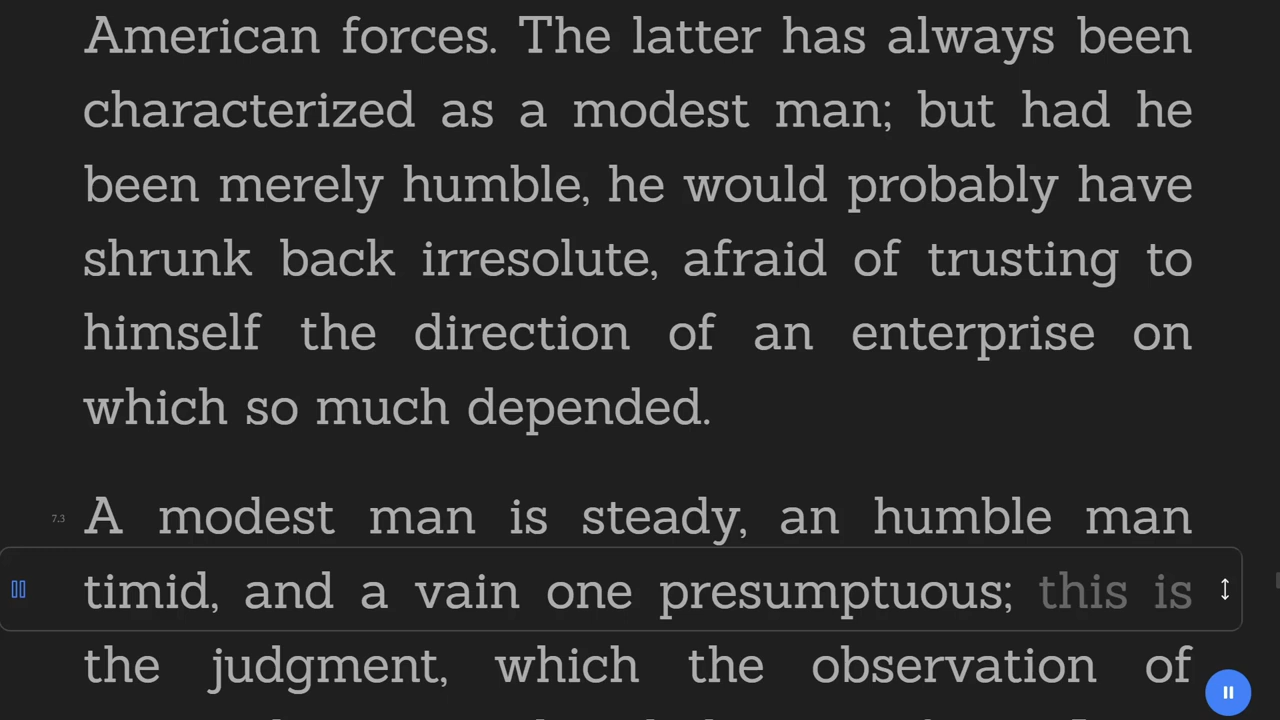 American forces. The latter has always been
characterized as a modest man; but had he
been merely humble, he would probably have
shrunk back irresolute, afraid of trusting to
himself the direction of an enterprise on
which so much depended.
7.3 A modest man is steady, an humble man
timid, and a vain one presumptuous; this is
the judgment, which the observation of